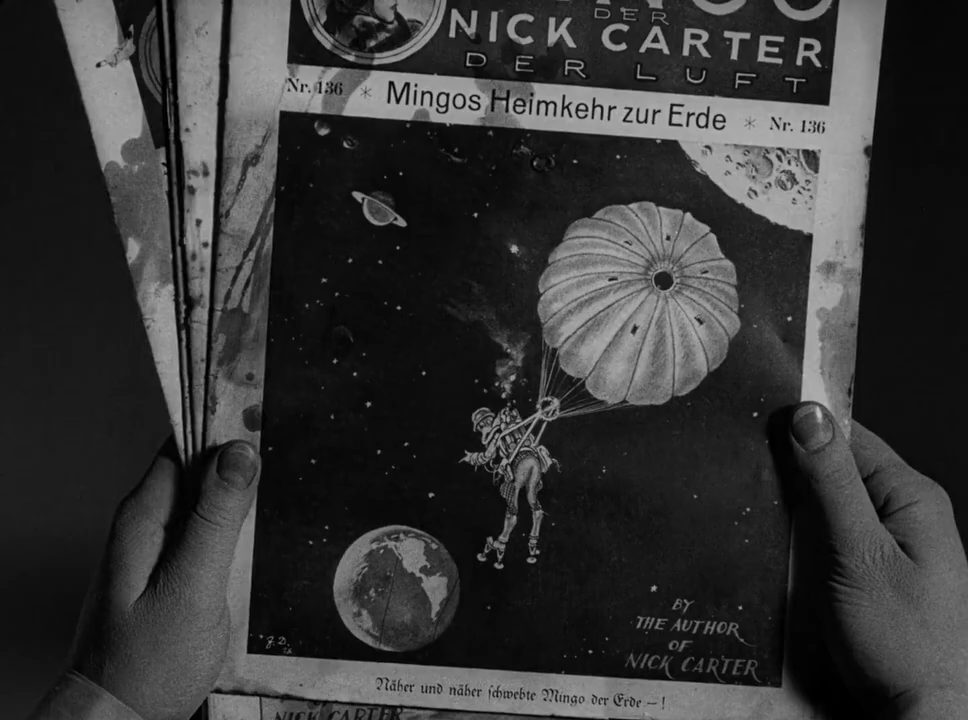 DER
NICK CARTER
DER LUFT
Nr. 136 * Mingos Heimkehr zur Erde * Nr. 136
BY
THE AUTHOR
OF
NICK CARTER
J.D.
Näher und näher schwebte Mingo der Erde – !
NICK CARTER